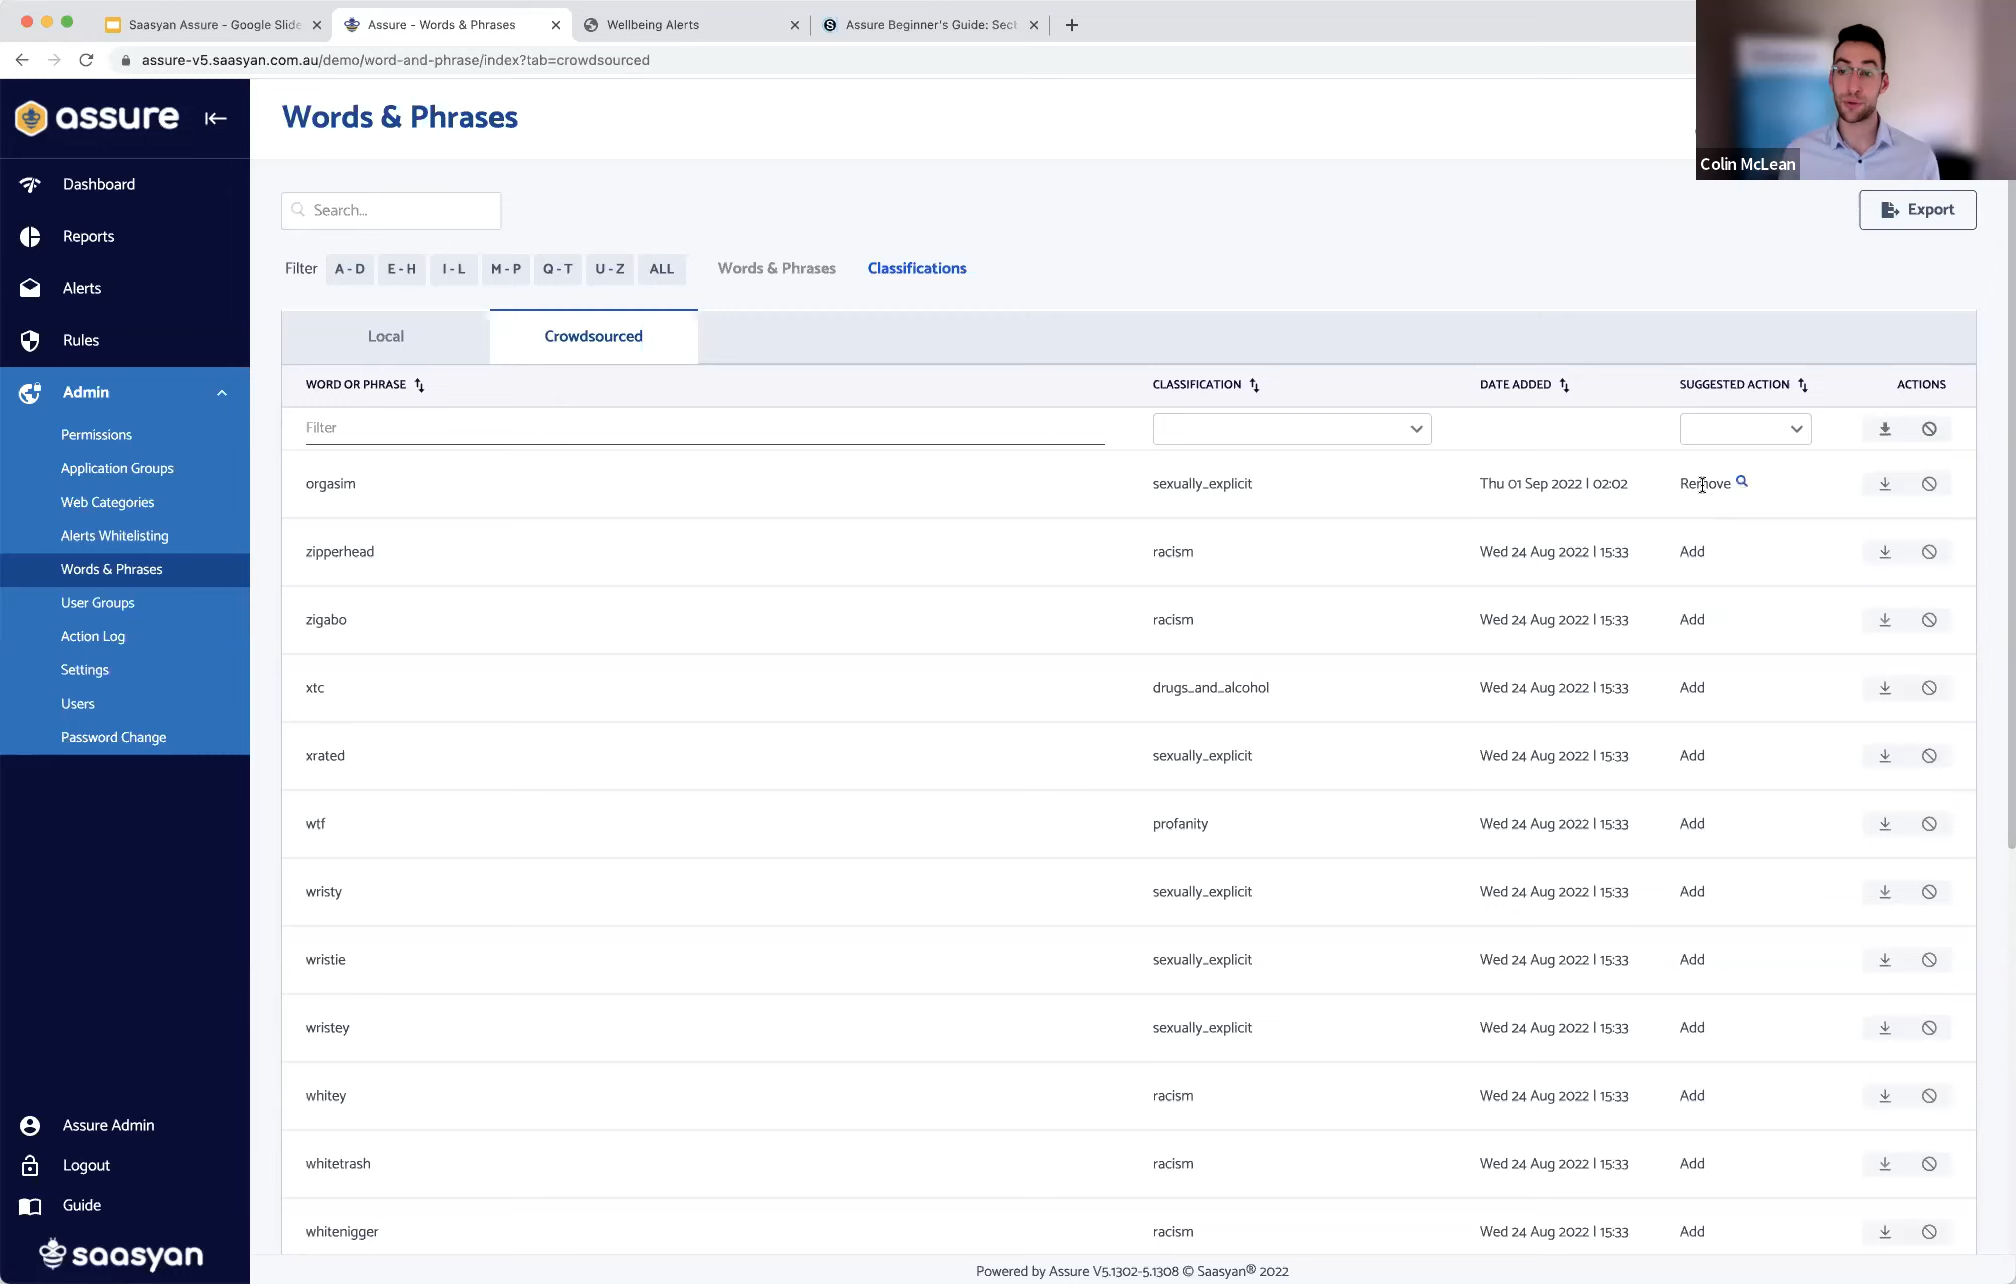 Saasyan Assure - Google Slide
Assure - Words & Phrases
Wellbeing Alerts
Assure Beginner's Guide: Sect
assure-v5.saasyan.com.au/demo/word-and-phrase/index?tab=crowdsourced
Colin McLean
assure
Dashboard
Reports
Alerts
Rules
Admin
Permissions
Application Groups
Web Categories
Alerts Whitelisting
Words & Phrases
User Groups
Action Log
Settings
Users
Password Change
Assure Admin
Logout
Guide
saasyan
Words & Phrases
Search...
Export
Filter A - D E - H I - L M - P Q - T U - Z ALL Words & Phrases Classifications
Local Crowdsourced
WORD OR PHRASE CLASSIFICATION DATE ADDED SUGGESTED ACTION ACTIONS
Filter
orgasim sexually_explicit Thu 01 Sep 2022 | 02:02 Remove
zipperhead racism Wed 24 Aug 2022 | 15:33 Add
zigabo racism Wed 24 Aug 2022 | 15:33 Add
xtc drugs_and_alcohol Wed 24 Aug 2022 | 15:33 Add
xrated sexually_explicit Wed 24 Aug 2022 | 15:33 Add
wtf profanity Wed 24 Aug 2022 | 15:33 Add
wristy sexually_explicit Wed 24 Aug 2022 | 15:33 Add
wristie sexually_explicit Wed 24 Aug 2022 | 15:33 Add
wristey sexually_explicit Wed 24 Aug 2022 | 15:33 Add
whitey racism Wed 24 Aug 2022 | 15:33 Add
whitetrash racism Wed 24 Aug 2022 | 15:33 Add
whitenigger racism Wed 24 Aug 2022 | 15:33 Add
Powered by Assure V5.1302-5.1308 © Saasyan® 2022